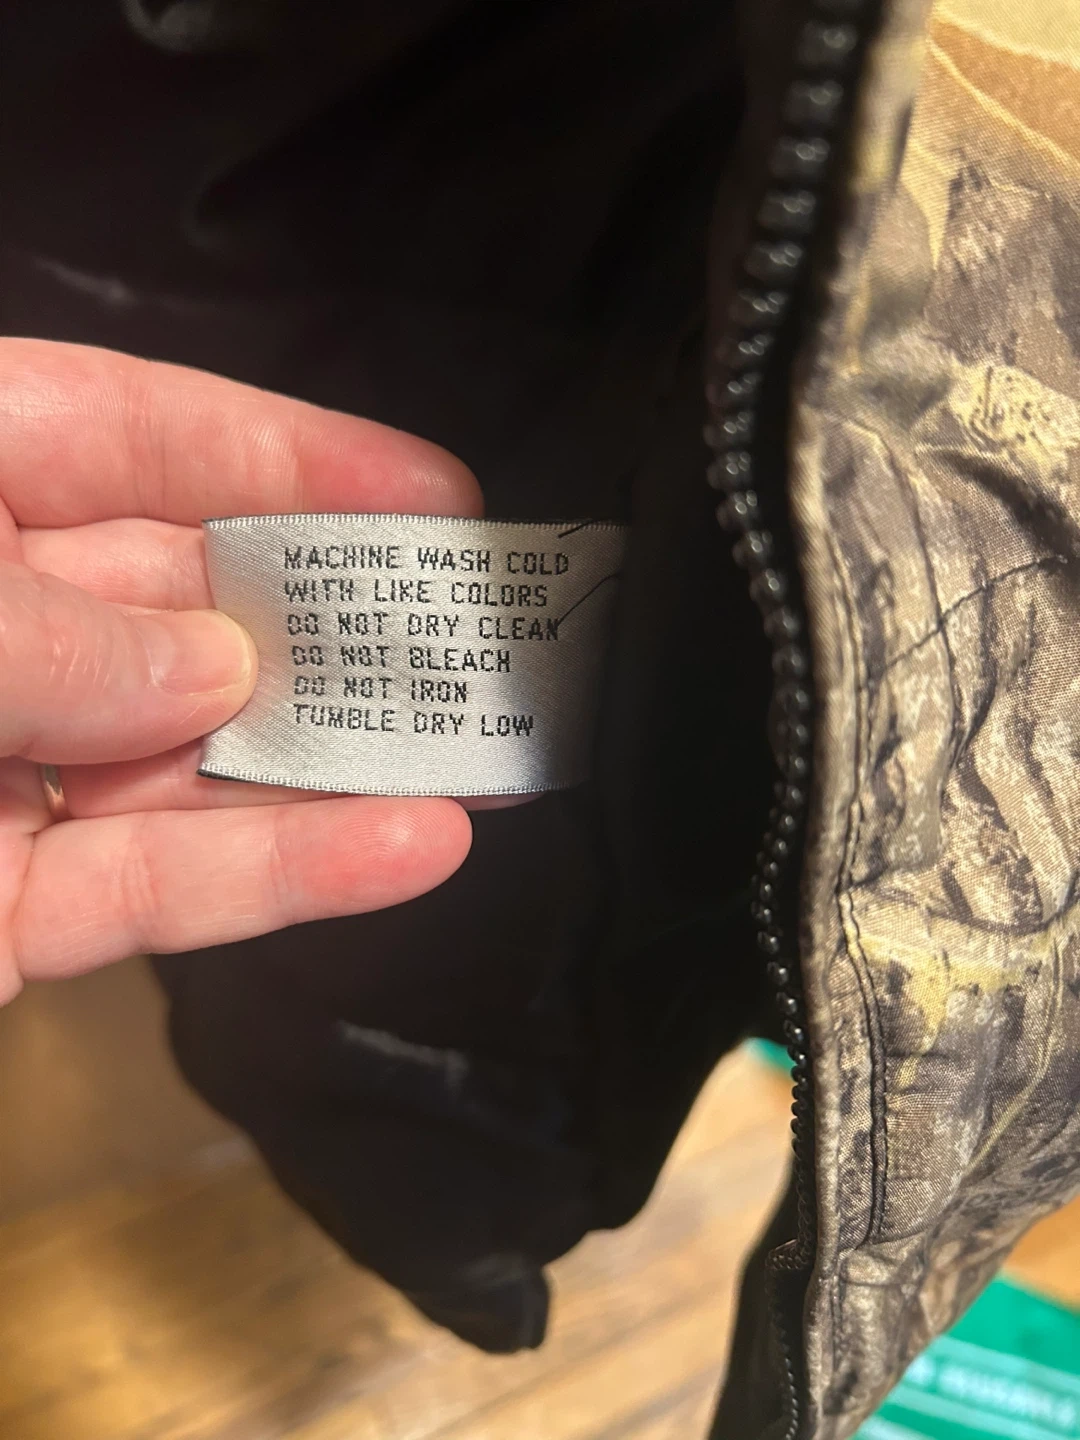 MACHINE WASH COLD
WITH LIKE COLORS
DO NOT DRY CLEAN
DO NOT BLEACH
DO NOT IRON
TUMBLE DRY LOW